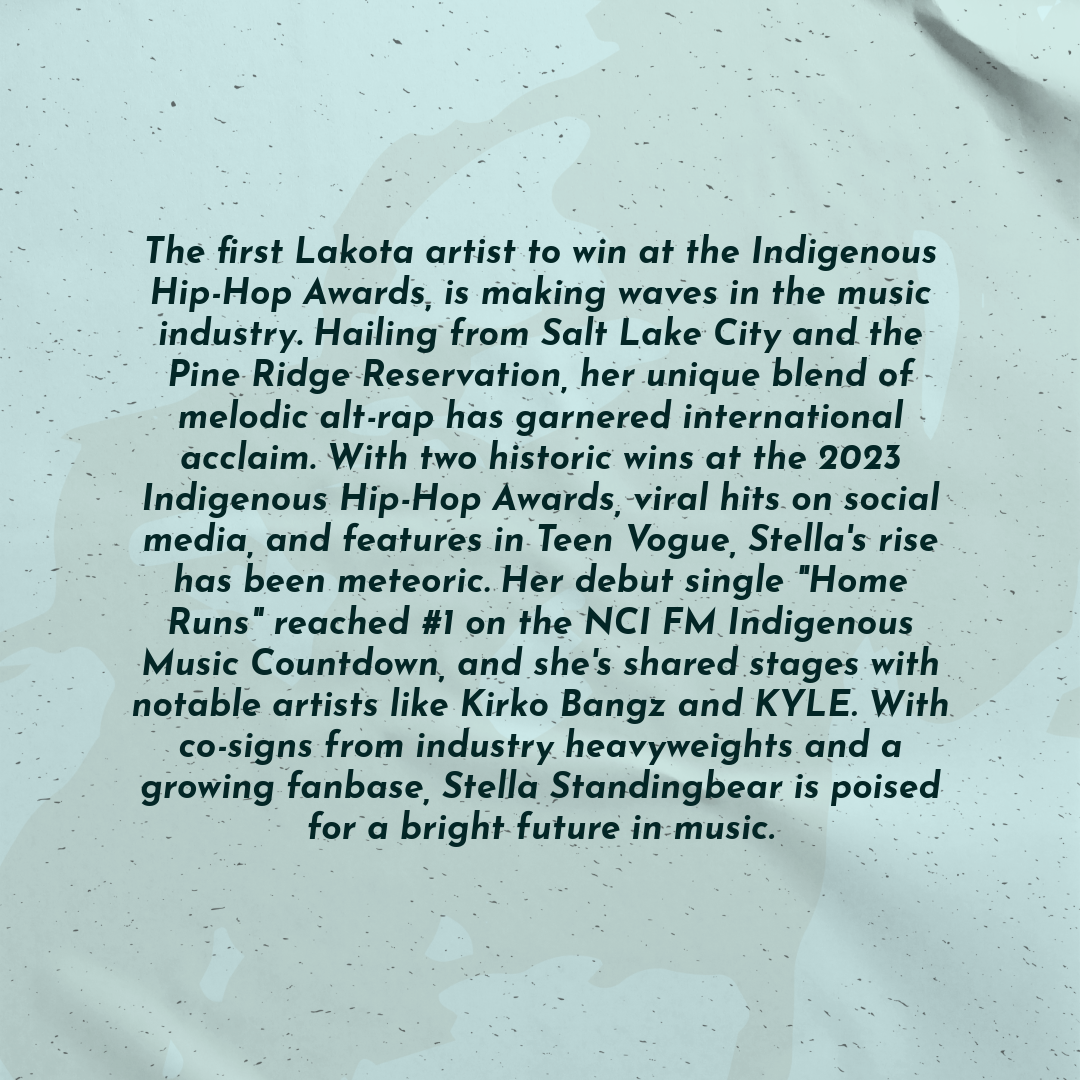 The first Lakota artist to win at the Indigenous
Hip-Hop Awards, is making waves in the music
industry. Hailing from Salt Lake City and the
Pine Ridge Reservation, her unique blend of
melodic alt-rap has garnered international
acclaim. With two historic wins at the 2023
Indigenous Hip-Hop Awards, viral hits on social
media, and features in Teen Vogue, Stella's rise
has been meteoric. Her debut single "Home
Runs" reached #1 on the NCI FM Indigenous
Music Countdown, and she's shared stages with
notable artists like Kirko Bangz and KYLE. With
co-signs from industry heavyweights and a
growing fanbase, Stella Standingbear is poised
for a bright future in music.